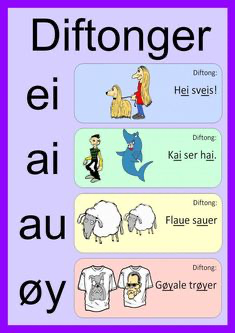 Diftonger
ei
Diftong:
Hei sveis!
ai
Diftong:
Kai ser hai.
au
Diftong:
Flaue sauer
øy
Diftong:
Gøyale trøyer